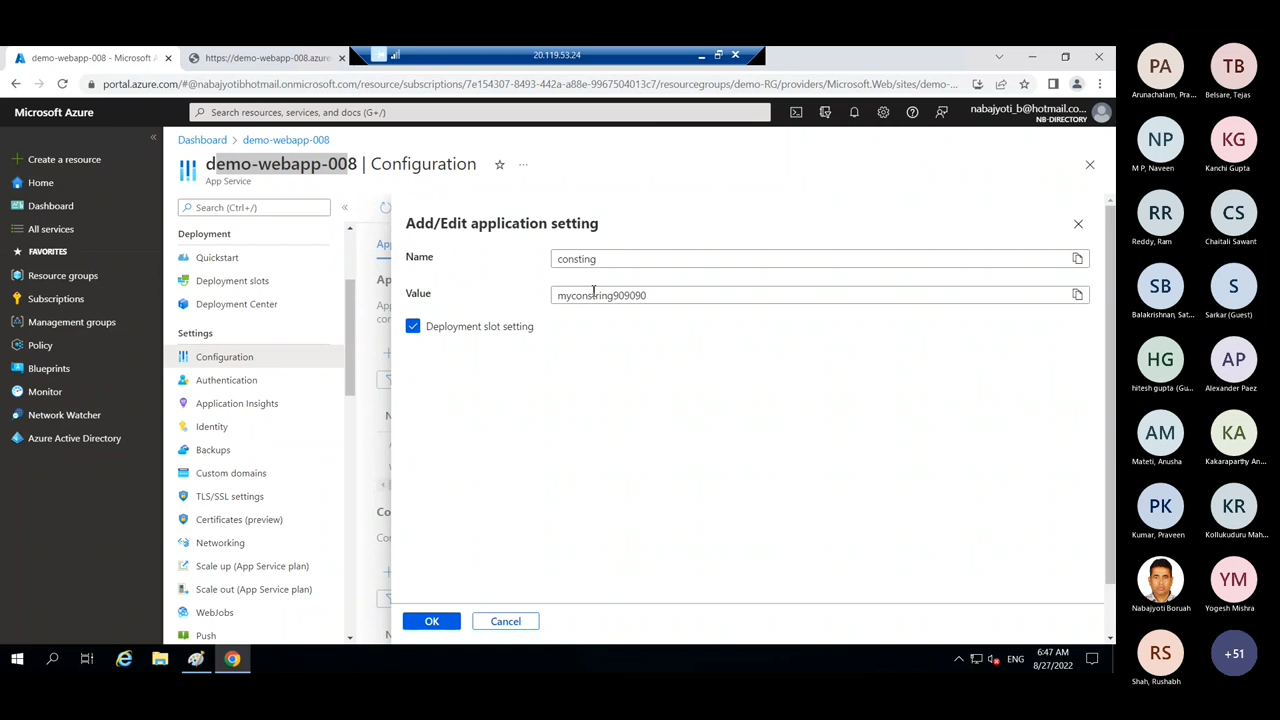 demo-webapp-008 - Microsoft A
https://demo-webapp-008.azure
20.119.53.24
portal.azure.com/#@nabajyotibhotmail.onmicrosoft.com/resource/subscriptions/7e154307-8493-442a-a88e-9967504013c7/resourcegroups/demo-RG/providers/Microsoft.Web/sites/demo-...
Microsoft Azure
Search resources, services, and docs (G+/)
nabajyoti_b@hotmail.co...
NB-DIRECTORY
Create a resource
Home
Dashboard
All services
FAVORITES
Resource groups
Subscriptions
Management groups
Policy
Blueprints
Monitor
Network Watcher
Azure Active Directory
Dashboard > demo-webapp-008
demo-webapp-008 | Configuration
App Service
Search (Ctrl+/)
Deployment
Quickstart
Deployment slots
Deployment Center
Settings
Configuration
Authentication
Application Insights
Identity
Backups
Custom domains
TLS/SSL settings
Certificates (preview)
Networking
Scale up (App Service plan)
Scale out (App Service plan)
WebJobs
Push
Add/Edit application setting
Name
consting
Value
myconstring909090
Deployment slot setting
OK
Cancel
ENG
6:47 AM
8/27/2022
PA
Arunachalam, Pra...
TB
Belsare, Tejas
NP
M P, Naveen
KG
Kanchi Gupta
RR
Reddy, Ram
CS
Chaitali Sawant
SB
Balakrishnan, Sat...
S
Sarkar (Guest)
HG
hitesh gupta (Gu...
AP
Alexander Paez
AM
Mateti, Anusha
KA
Kakaraparthy An...
PK
Kumar, Praveen
KR
Kollukuduru Mah...
Nabajyoti Boruah
YM
Yogesh Mishra
RS
Shah, Rushabh
+51